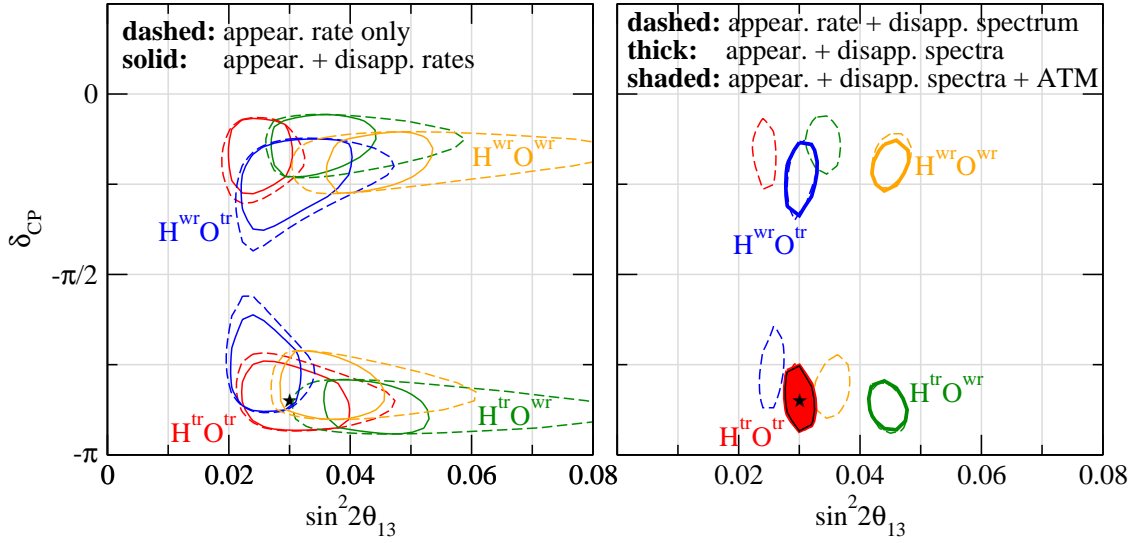 dashed: appear. rate only
solid: appear. + disapp. rates
H^wr O^wr
H^wr O^tr
H^tr O^tr
H^tr O^wr
0
-π/2
-π
δ_CP
0 0.02 0.04 0.06 0.08
sin^2 2θ_13
dashed: appear. rate + disapp. spectrum
thick: appear. + disapp. spectra
shaded: appear. + disapp. spectra + ATM
H^wr O^wr
H^wr O^tr
H^tr O^wr
H^tr O^tr
0.02 0.04 0.06 0.08
sin^2 2θ_13